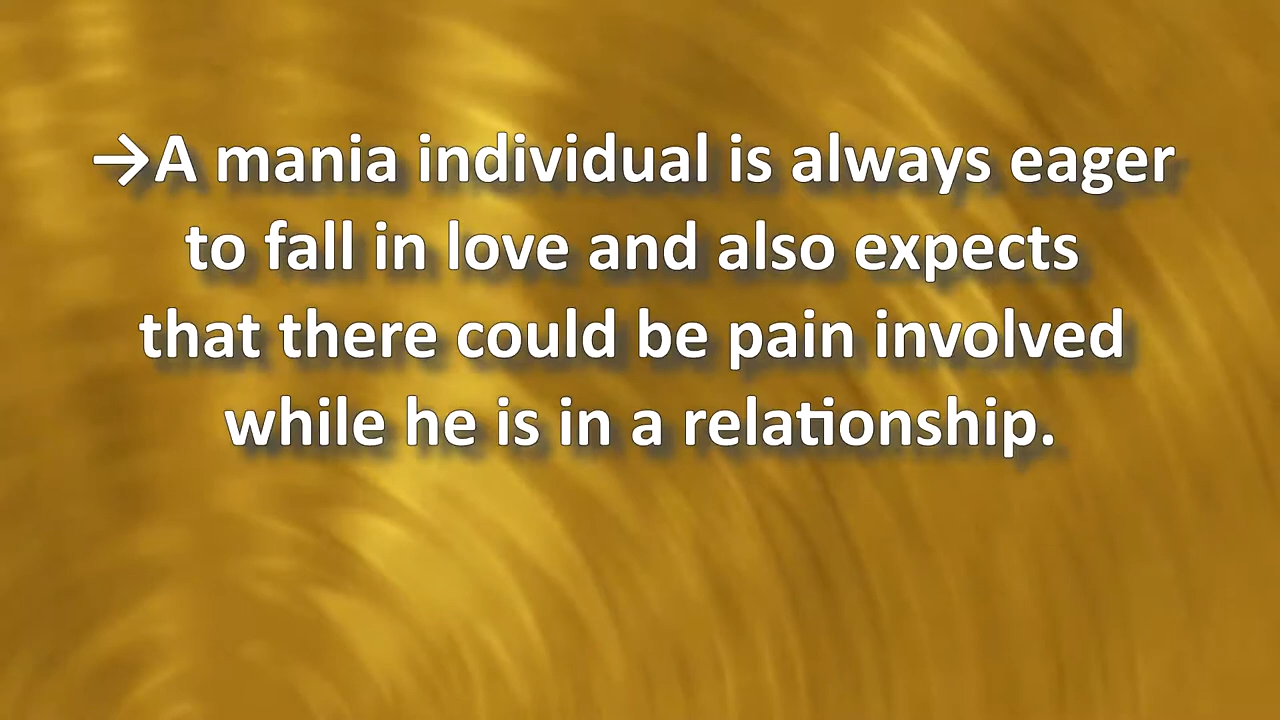 →A mania individual is always eager
to fall in love and also expects
that there could be pain involved
while he is in a relationship.